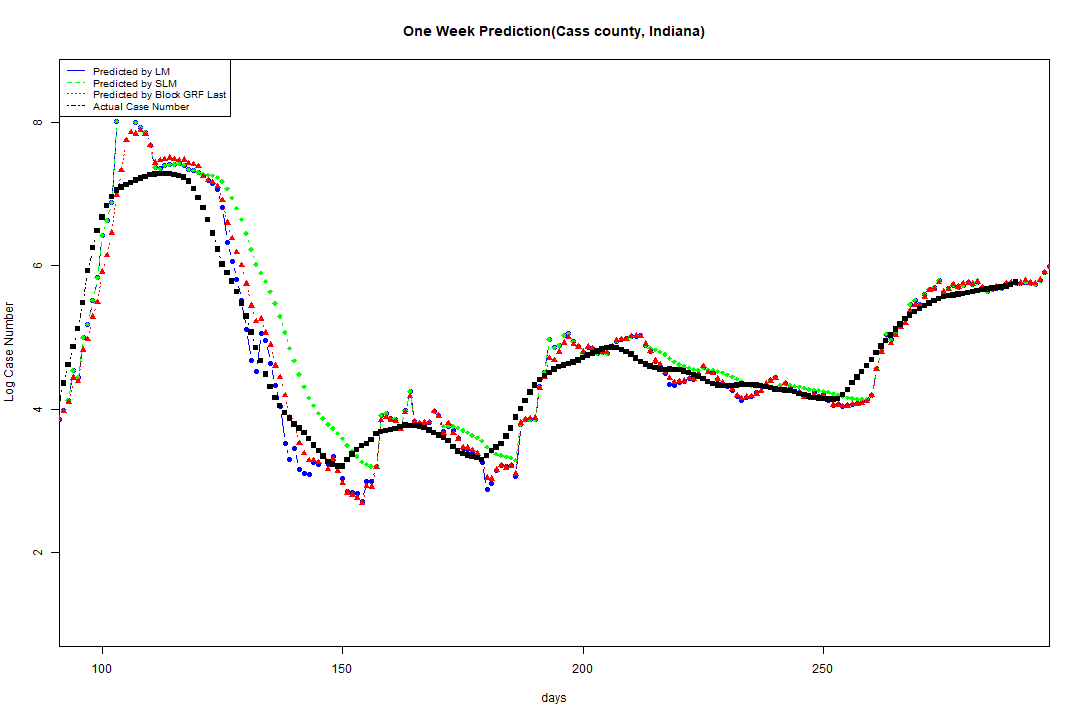 One Week Prediction(Cass county, Indiana)
Predicted by LM
Predicted by SLM
Predicted by Block GRF Last
Actual Case Number
8
6
4
2
Log Case Number
100 150 200 250
days